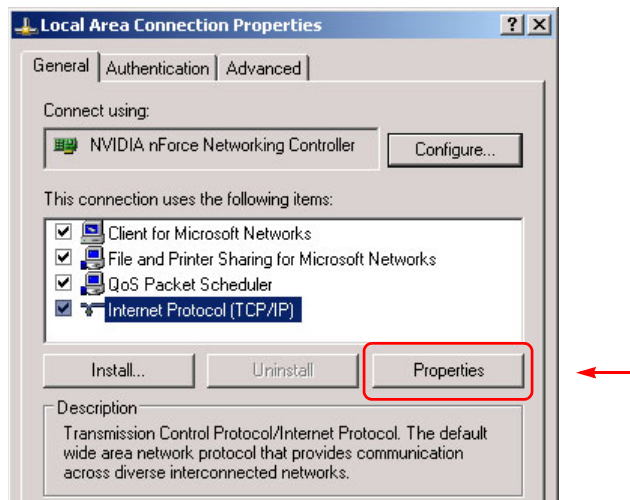 Local Area Connection Properties
General Authentication Advanced
Connect using:
NVIDIA nForce Networking Controller Configure...
This connection uses the following items:
Client for Microsoft Networks
File and Printer Sharing for Microsoft Networks
QoS Packet Scheduler
Internet Protocol (TCP/IP)
Install... Uninstall Properties
Description
Transmission Control Protocol/Internet Protocol. The default
wide area network protocol that provides communication
across diverse interconnected networks.